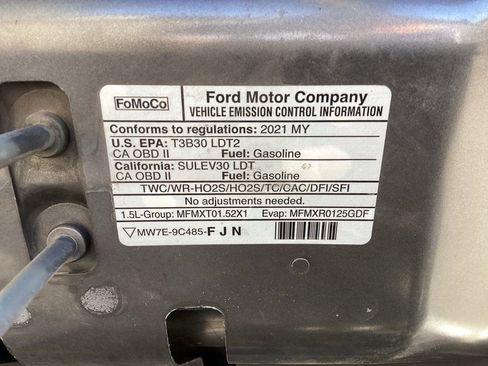 FoMoCo
Ford Motor Company
VEHICLE EMISSION CONTROL INFORMATION
Conforms to regulations: 2021 MY
U.S. EPA: T3B30 LDT2
CA OBD II Fuel: Gasoline
California: SULEV30 LDT
CA OBD II Fuel: Gasoline
TWC/WR-HO2S/HO2S/TC/CAC/DFI/SFI
No adjustments needed.
1.5L-Group: MFMXT01.52X1 Evap: MFMXR0125GDF
▽MW7E-9C485-FJN